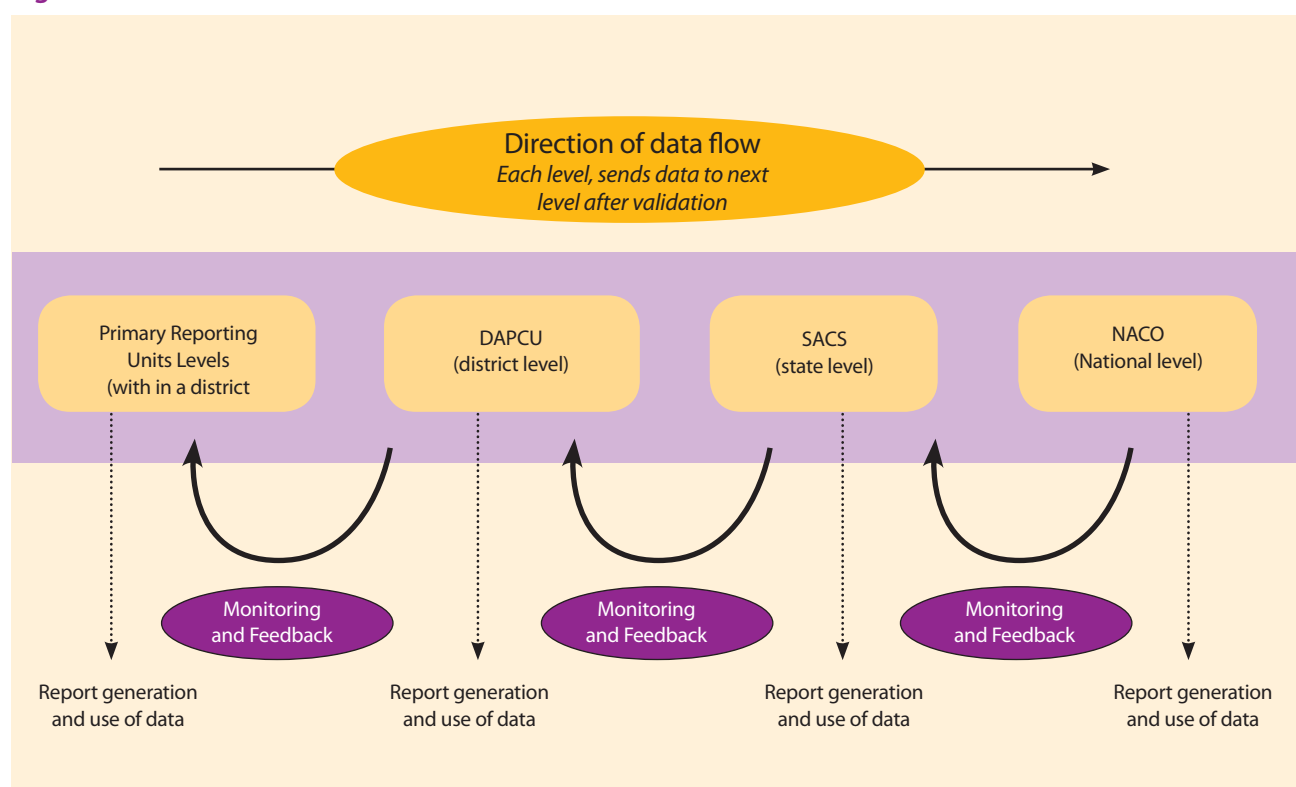 Direction of data flow
Each level, sends data to next
level after validation
Primary Reporting
Units Levels
(with in a district
DAPCU
(district level)
SACS
(state level)
NACO
(National level)
Monitoring
and Feedback
Monitoring
and Feedback
Monitoring
and Feedback
Report generation
and use of data
Report generation
and use of data
Report generation
and use of data
Report generation
and use of data